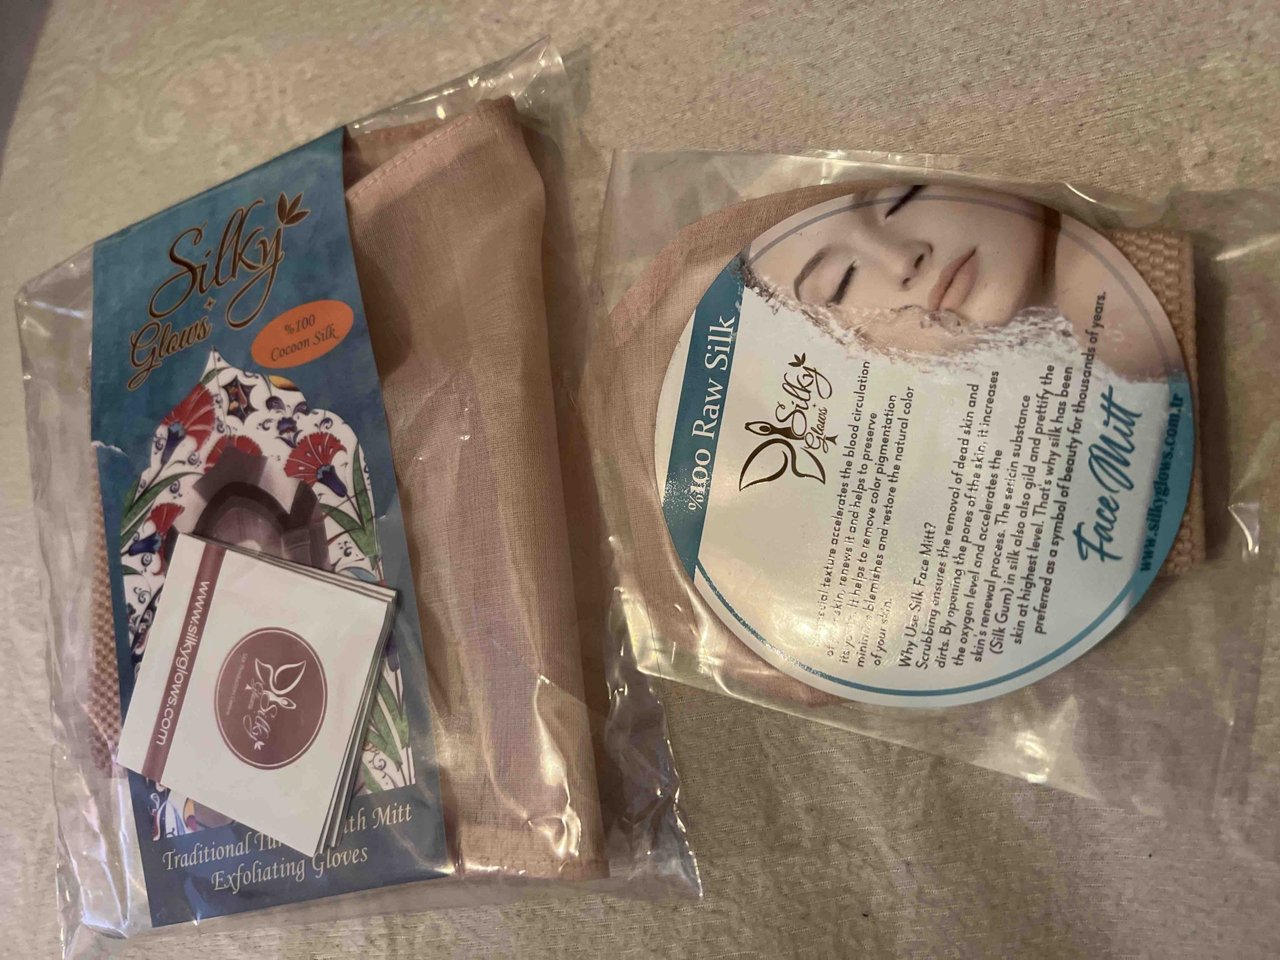 Silky
Glows
%100
Cocoon Silk
www.silkyglows.com
Silky
Glows
Traditional Mitt
Exfoliating Gloves
%100 Raw Silk
Silky
Glows
texture accelerates the blood circulation
skin, renews it and helps to preserve
It helps to remove color pigmentation
blemishes and restore the natural color
of your skin.
Why Use Silk Face Mitt?
Scrubbing ensures the removal of dead skin and
dirts. By opening the pores of the skin, it increases
the oxygen level and accelerates the
skin's renewal process. The sericin substance
(Silk Gum) in silk also also gild and prettify the
skin at highest level. That's why silk has been
preferred as a symbol of beauty for thousands of years.
Face Mitt
www.silkyglows.com.tr